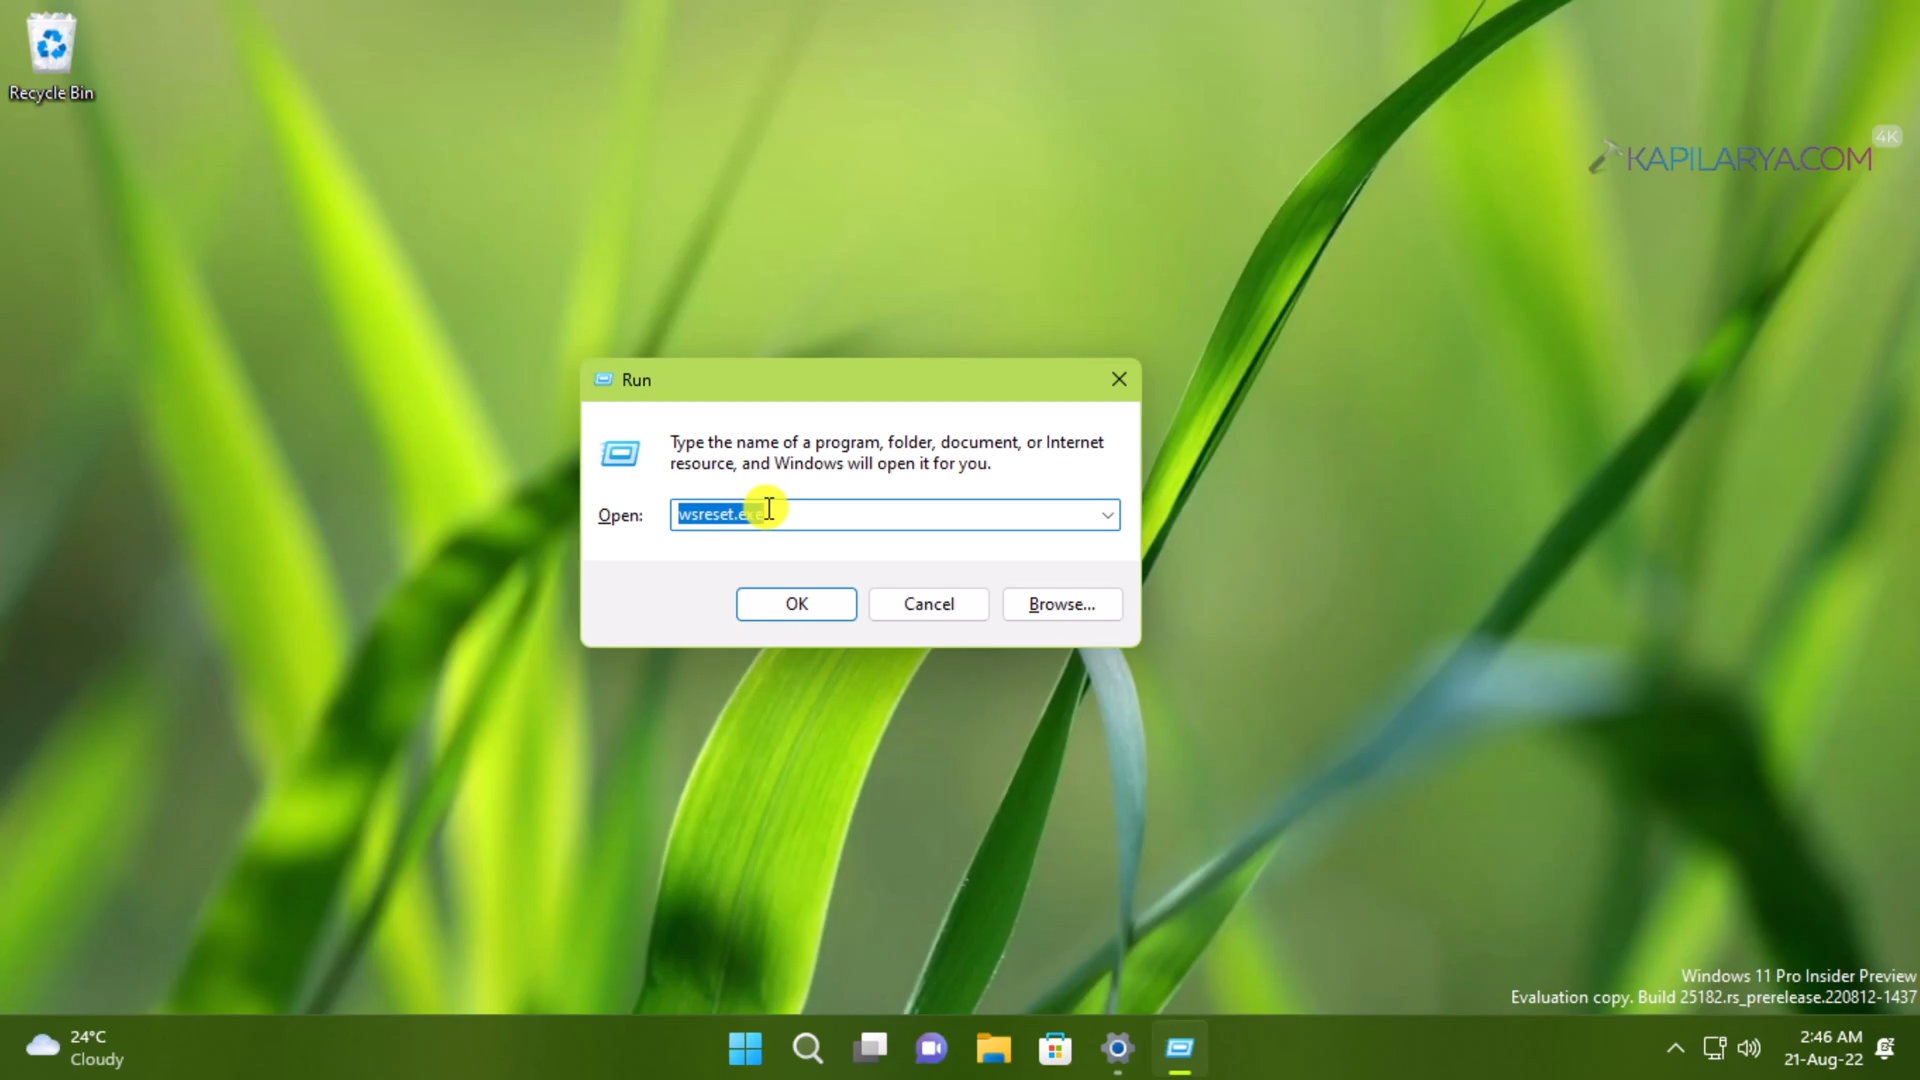 Recycle Bin
4K
KAPILARYA.COM
Run
Type the name of a program, folder, document, or Internet
resource, and Windows will open it for you.
Open:
wsreset.exe
OK
Cancel
Browse...
Windows 11 Pro Insider Preview
Evaluation copy. Build 25182.rs_prerelease.220812-1437
24°C
Cloudy
2:46 AM
21-Aug-22